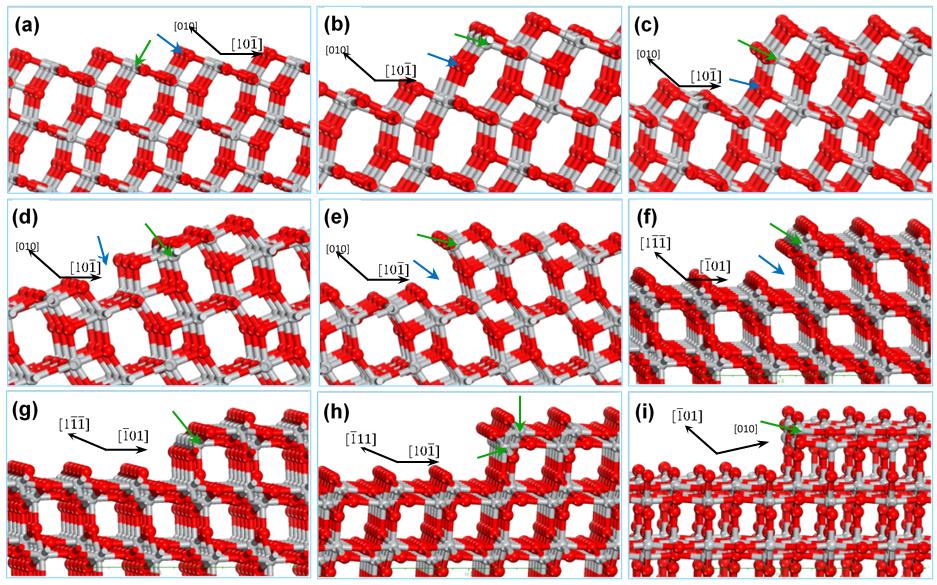 (a)
[010]
[101̄]
(b)
[010]
[101̄]
(c)
[010]
[101̄]
(d)
[010]
[101̄]
(e)
[010]
[101̄]
(f)
[11̄1̄]
[1̄01]
(g)
[11̄1̄]
[1̄01]
(h)
[1̄11]
[101̄]
(i)
[1̄01]
[010]